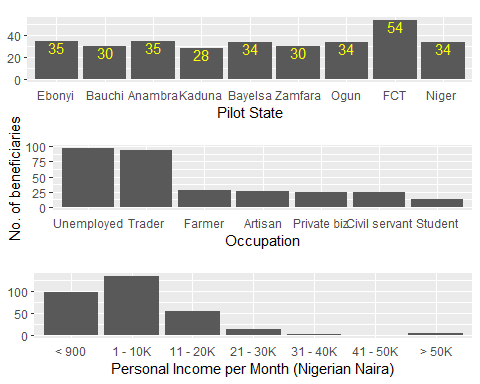 40
20
0
35 30 35 28 34 30 34 54 34
Ebonyi Bauchi Anambra Kaduna Bayelsa Zamfara Ogun FCT Niger
Pilot State
No. of beneficiaries
100
75
50
25
0
Unemployed Trader Farmer Artisan Private biz Civil servant Student
Occupation
100
50
0
< 900 1 - 10K 11 - 20K 21 - 30K 31 - 40K 41 - 50K > 50K
Personal Income per Month (Nigerian Naira)